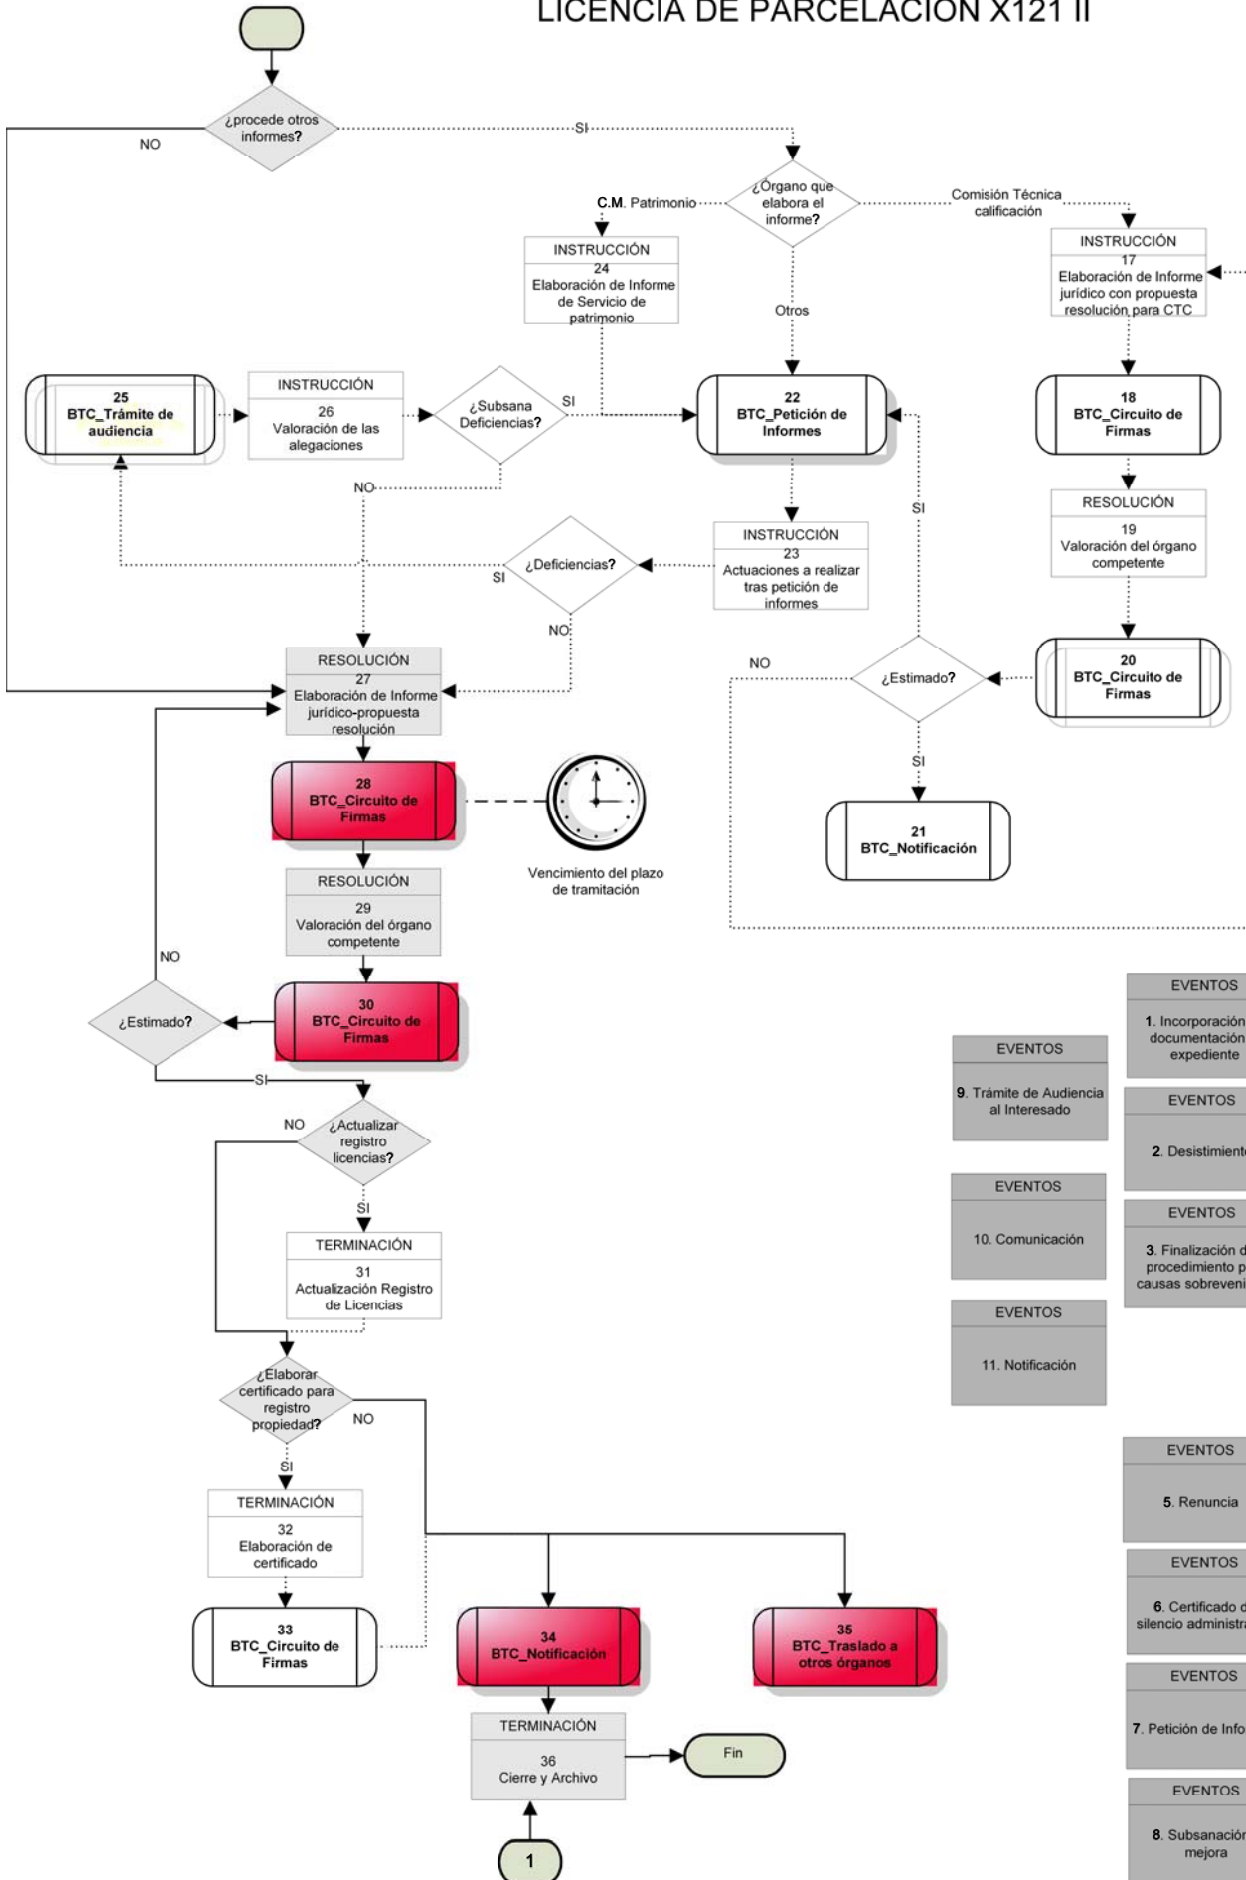 LICENCIA DE PARCELACIÓN X121 II
¿procede otros
informes?
NO
SI
¿Órgano que
elabora el
informe?
C.M. Patrimonio
Comisión Técnica
calificación
Otros
INSTRUCCIÓN
24
Elaboración de Informe
de Servicio de
patrimonio
INSTRUCCIÓN
17
Elaboración de Informe
jurídico con propuesta
resolución para CTC
25
BTC_Trámite de
audiencia
INSTRUCCIÓN
26
Valoración de las
alegaciones
¿Subsana
Deficiencias?
SI
NO
22
BTC_Petición de
Informes
18
BTC_Circuito de
Firmas
RESOLUCIÓN
19
Valoración del órgano
competente
INSTRUCCIÓN
23
Actuaciones a realizar
tras petición de
informes
¿Deficiencias?
SI
NO
SI
20
BTC_Circuito de
Firmas
¿Estimado?
NO
SI
21
BTC_Notificación
RESOLUCIÓN
27
Elaboración de Informe
jurídico-propuesta
resolución
28
BTC_Circuito de
Firmas
Vencimiento del plazo
de tramitación
RESOLUCIÓN
29
Valoración del órgano
competente
NO
30
BTC_Circuito de
Firmas
¿Estimado?
SI
¿Actualizar
registro
licencias?
NO
SI
TERMINACIÓN
31
Actualización Registro
de Licencias
¿Elaborar
certificado para
registro
propiedad?
NO
SI
TERMINACIÓN
32
Elaboración de
certificado
33
BTC_Circuito de
Firmas
34
BTC_Notificación
35
BTC_Traslado a
otros órganos
TERMINACIÓN
36
Cierre y Archivo
Fin
1
EVENTOS
9. Trámite de Audiencia
al Interesado
EVENTOS
10. Comunicación
EVENTOS
11. Notificación
EVENTOS
1. Incorporación
documentación
expediente
EVENTOS
2. Desistimiento
EVENTOS
3. Finalización d
procedimiento p
causas sobreveni
EVENTOS
5. Renuncia
EVENTOS
6. Certificado d
silencio administra
EVENTOS
7. Petición de Info
EVENTOS
8. Subsanación
mejora